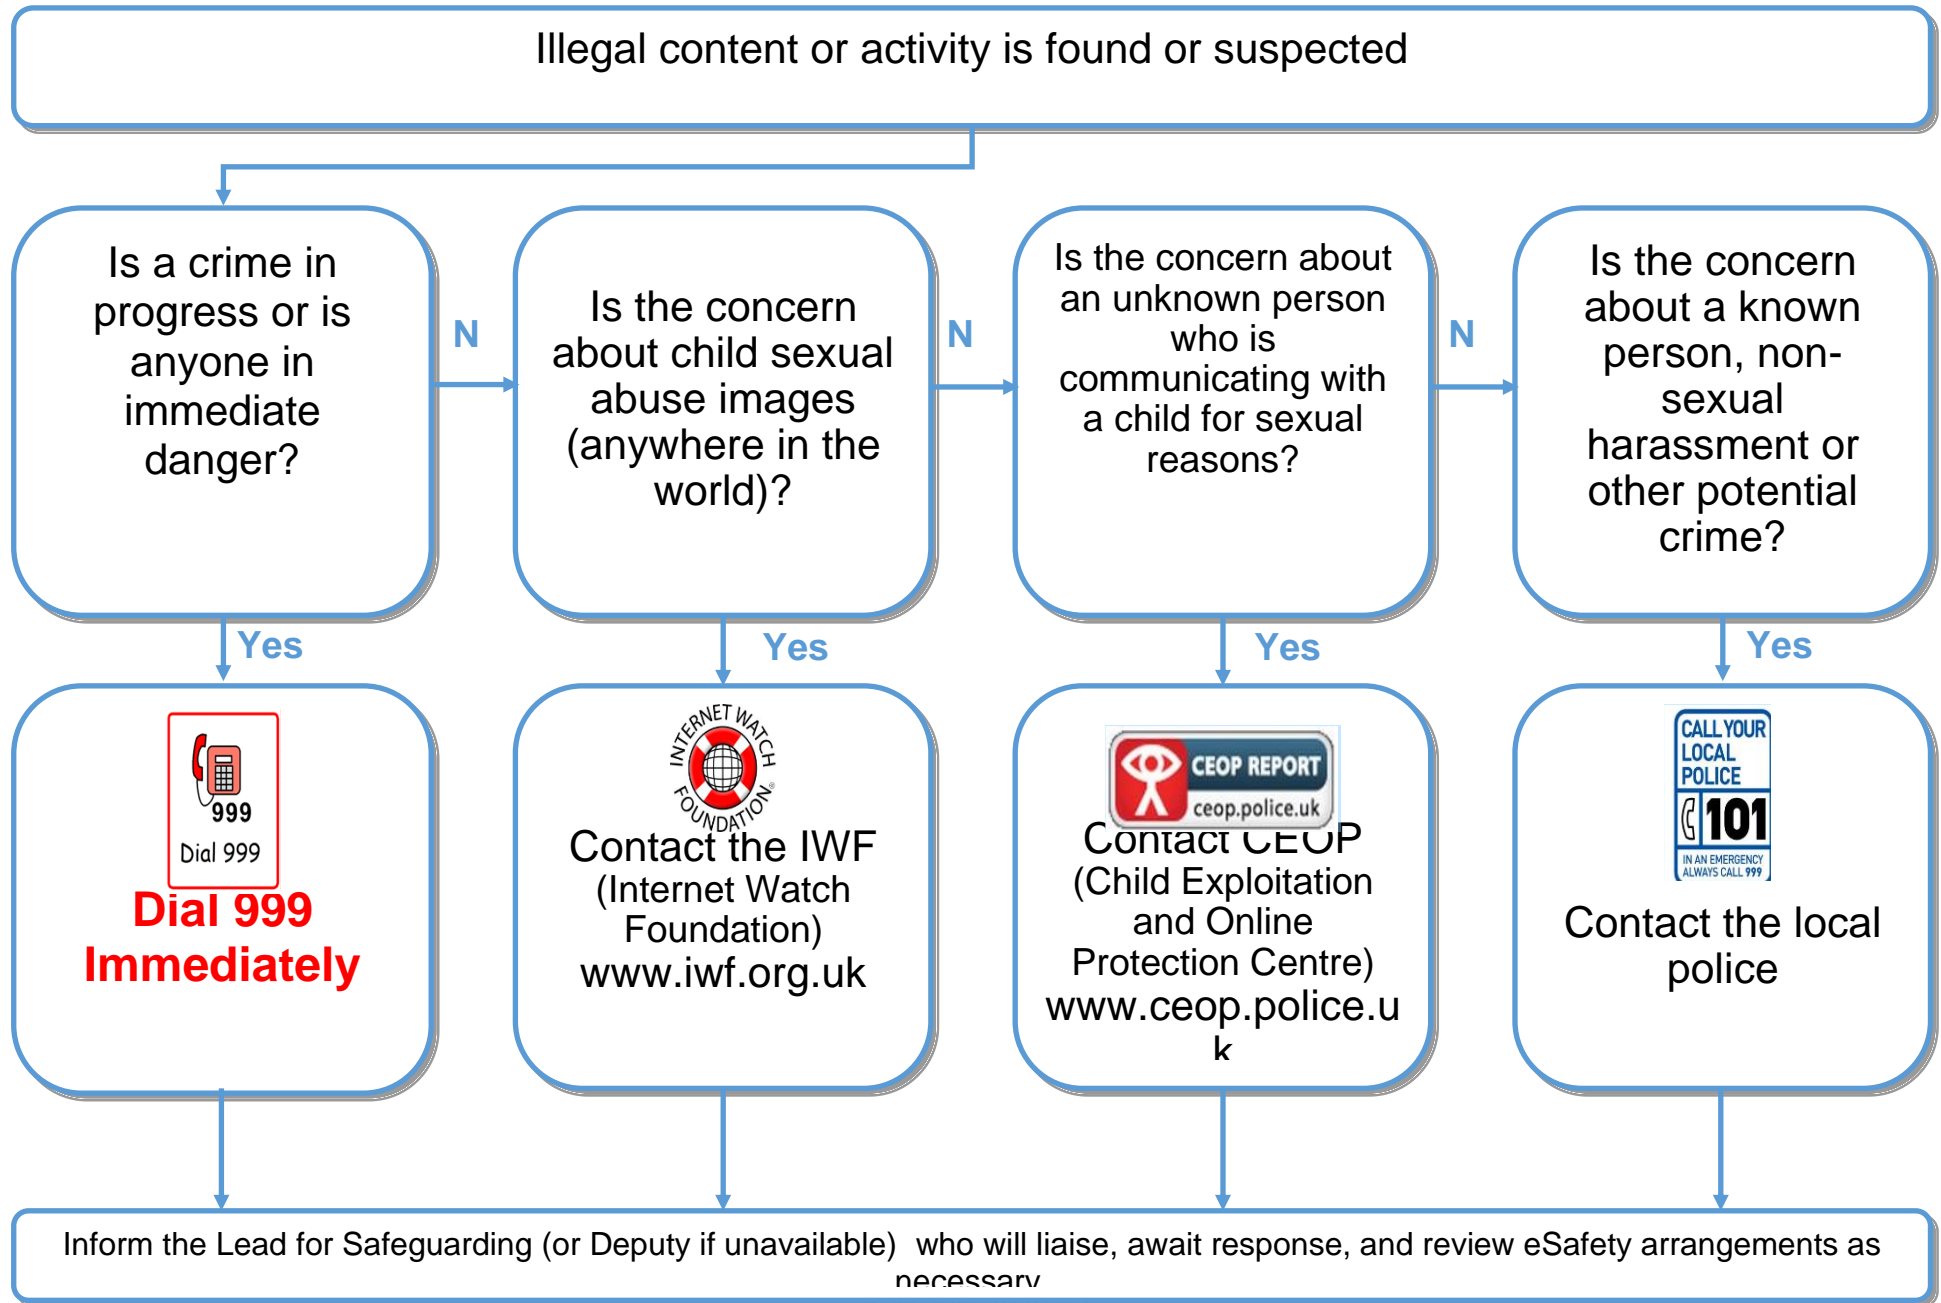 Illegal content or activity is found or suspected
Is a crime in
progress or is
anyone in
immediate
danger?
N
Is the concern
about child sexual
abuse images
(anywhere in the
world)?
N
Is the concern about
an unknown person
who is
communicating with
a child for sexual
reasons?
N
Is the concern
about a known
person, non-
sexual
harassment or
other potential
crime?
Yes
Yes
Yes
Yes
999
Dial 999
Dial 999
Immediately
INTERNET WATCH
FOUNDATION®
Contact the IWF
(Internet Watch
Foundation)
www.iwf.org.uk
CEOP REPORT
ceop.police.uk
Contact CEOP
(Child Exploitation
and Online
Protection Centre)
www.ceop.police.u
k
CALL YOUR
LOCAL
POLICE
101
IN AN EMERGENCY
ALWAYS CALL 999
Contact the local
police
Inform the Lead for Safeguarding (or Deputy if unavailable)  who will liaise, await response, and review eSafety arrangements as
necessary